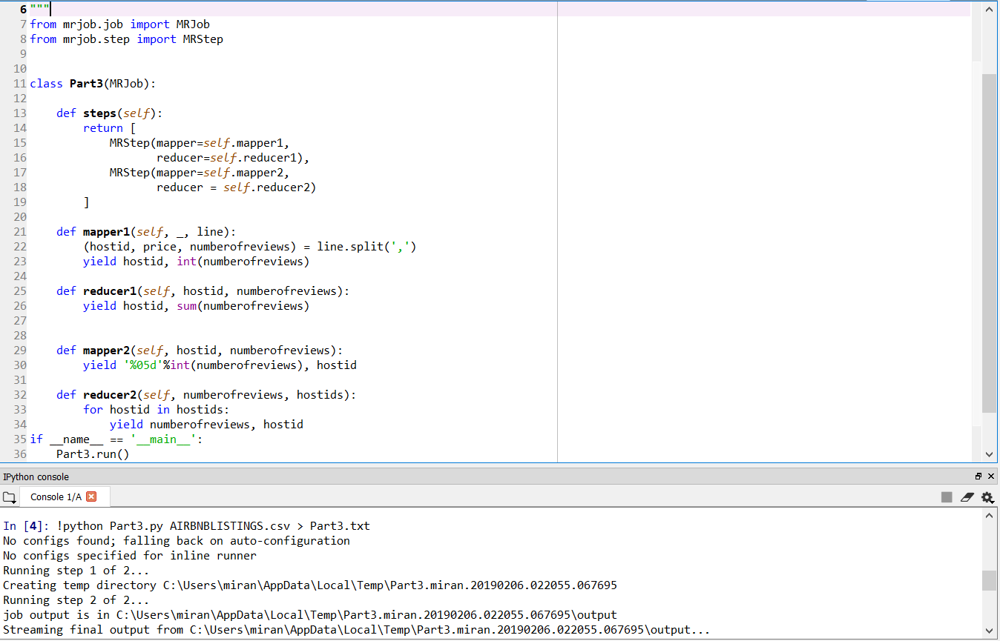 6 """
7 from mrjob.job import MRJob
8 from mrjob.step import MRStep
9
10
11 class Part3(MRJob):
12
13     def steps(self):
14         return [
15             MRStep(mapper=self.mapper1,
16                    reducer=self.reducer1),
17             MRStep(mapper=self.mapper2,
18                    reducer = self.reducer2)
19         ]
20
21     def mapper1(self, _, line):
22         (hostid, price, numberofreviews) = line.split(',')
23         yield hostid, int(numberofreviews)
24
25     def reducer1(self, hostid, numberofreviews):
26         yield hostid, sum(numberofreviews)
27
28
29     def mapper2(self, hostid, numberofreviews):
30         yield '%05d'%int(numberofreviews), hostid
31
32     def reducer2(self, numberofreviews, hostids):
33         for hostid in hostids:
34             yield numberofreviews, hostid
35 if __name__ == '__main__':
36     Part3.run()
IPython console
Console 1/A
In [4]: !python Part3.py AIRBNBLISTINGS.csv > Part3.txt
No configs found; falling back on auto-configuration
No configs specified for inline runner
Running step 1 of 2...
Creating temp directory C:\Users\miran\AppData\Local\Temp\Part3.miran.20190206.022055.067695
Running step 2 of 2...
job output is in C:\Users\miran\AppData\Local\Temp\Part3.miran.20190206.022055.067695\output
Streaming final output from C:\Users\miran\AppData\Local\Temp\Part3.miran.20190206.022055.067695\output...